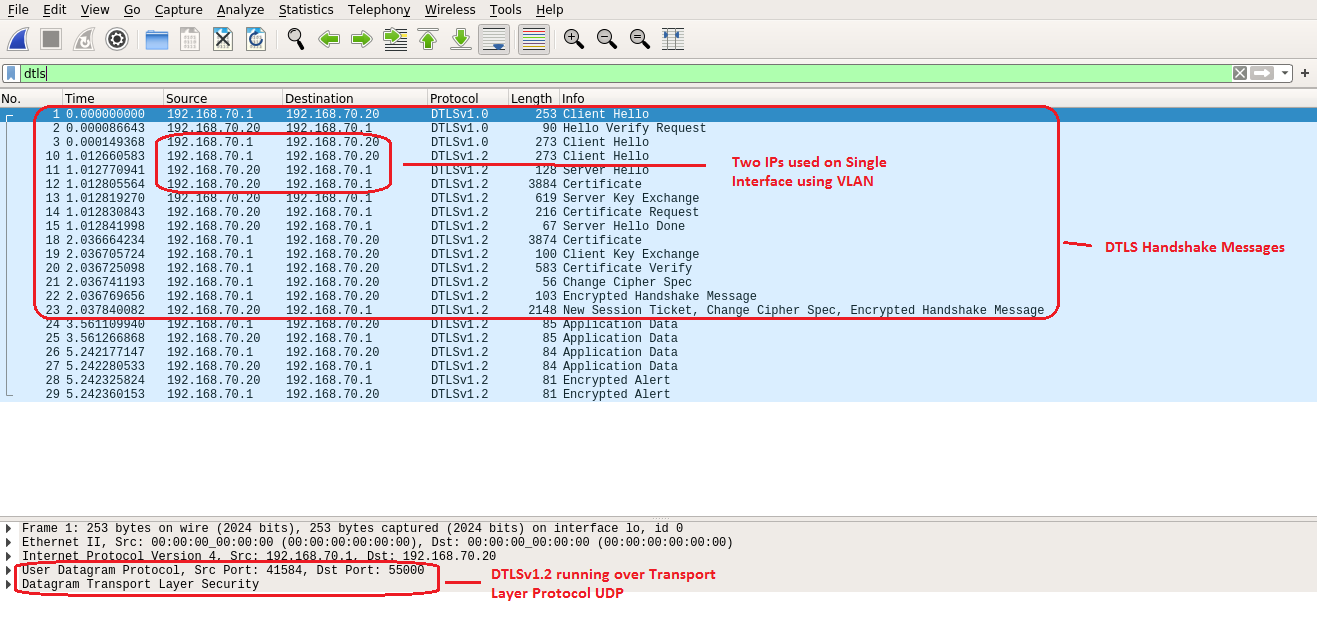 File Edit View Go Capture Analyze Statistics Telephony Wireless Tools Help
dtls
No. Time Source Destination Protocol Length Info
1 0.000000000 192.168.70.1 192.168.70.20 DTLSv1.0 253 Client Hello
2 0.000086643 192.168.70.20 192.168.70.1 DTLSv1.0 90 Hello Verify Request
3 0.000149368 192.168.70.1 192.168.70.20 DTLSv1.0 273 Client Hello
10 1.012660583 192.168.70.1 192.168.70.20 DTLSv1.2 273 Client Hello
11 1.012770941 192.168.70.20 192.168.70.1 DTLSv1.2 128 Server Hello
12 1.012805564 192.168.70.20 192.168.70.1 DTLSv1.2 3884 Certificate
13 1.012819270 192.168.70.20 192.168.70.1 DTLSv1.2 619 Server Key Exchange
14 1.012830843 192.168.70.20 192.168.70.1 DTLSv1.2 216 Certificate Request
15 1.012841998 192.168.70.20 192.168.70.1 DTLSv1.2 67 Server Hello Done
18 2.036664234 192.168.70.1 192.168.70.20 DTLSv1.2 3874 Certificate
19 2.036705724 192.168.70.1 192.168.70.20 DTLSv1.2 100 Client Key Exchange
20 2.036725098 192.168.70.1 192.168.70.20 DTLSv1.2 583 Certificate Verify
21 2.036741193 192.168.70.1 192.168.70.20 DTLSv1.2 56 Change Cipher Spec
22 2.036769656 192.168.70.1 192.168.70.20 DTLSv1.2 103 Encrypted Handshake Message
23 2.037840082 192.168.70.20 192.168.70.1 DTLSv1.2 2148 New Session Ticket, Change Cipher Spec, Encrypted Handshake Message
24 3.561109940 192.168.70.1 192.168.70.20 DTLSv1.2 85 Application Data
25 3.561266868 192.168.70.20 192.168.70.1 DTLSv1.2 85 Application Data
26 5.242177147 192.168.70.1 192.168.70.20 DTLSv1.2 84 Application Data
27 5.242280533 192.168.70.20 192.168.70.1 DTLSv1.2 84 Application Data
28 5.242325824 192.168.70.20 192.168.70.1 DTLSv1.2 81 Encrypted Alert
29 5.242360153 192.168.70.1 192.168.70.20 DTLSv1.2 81 Encrypted Alert
Two IPs used on Single
Interface using VLAN
DTLS Handshake Messages
Frame 1: 253 bytes on wire (2024 bits), 253 bytes captured (2024 bits) on interface lo, id 0
Ethernet II, Src: 00:00:00_00:00:00 (00:00:00:00:00:00), Dst: 00:00:00_00:00:00 (00:00:00:00:00:00)
Internet Protocol Version 4, Src: 192.168.70.1, Dst: 192.168.70.20
User Datagram Protocol, Src Port: 41584, Dst Port: 55000
Datagram Transport Layer Security
DTLSv1.2 running over Transport
Layer Protocol UDP